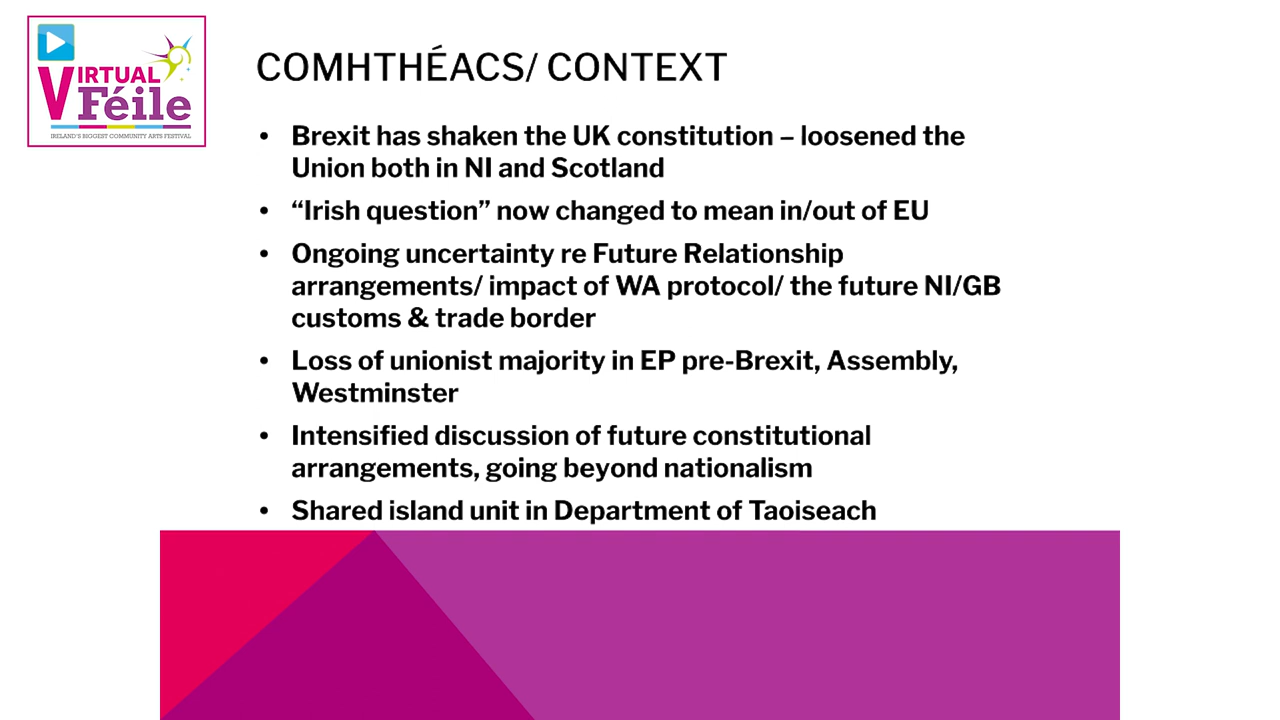 VIRTUAL
Féile
IRELAND'S BIGGEST COMMUNITY ARTS FESTIVAL
COMHTHÉACS/ CONTEXT
• Brexit has shaken the UK constitution – loosened the
Union both in NI and Scotland
• “Irish question” now changed to mean in/out of EU
• Ongoing uncertainty re Future Relationship
arrangements/ impact of WA protocol/ the future NI/GB
customs & trade border
• Loss of unionist majority in EP pre-Brexit, Assembly,
Westminster
• Intensified discussion of future constitutional
arrangements, going beyond nationalism
• Shared island unit in Department of Taoiseach